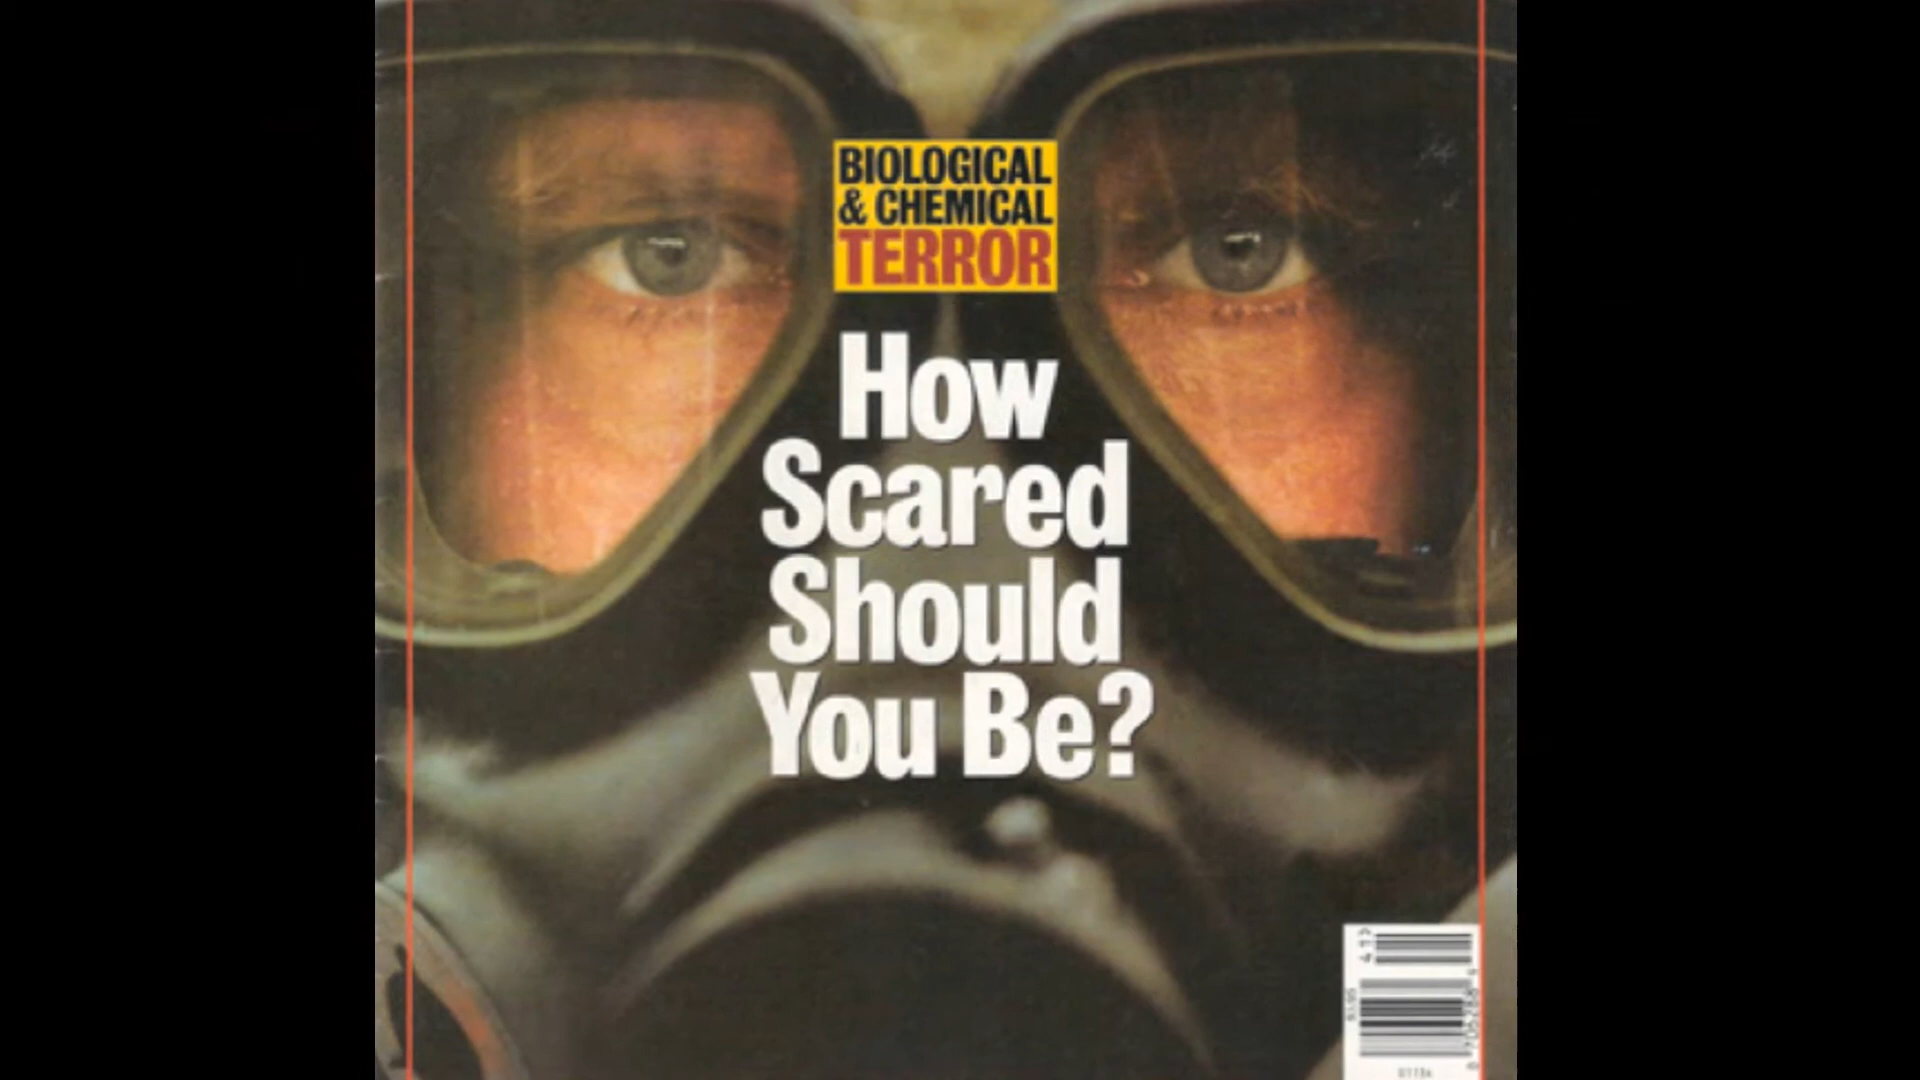 BIOLOGICAL
& CHEMICAL
TERROR
How
Scared
Should
You Be?